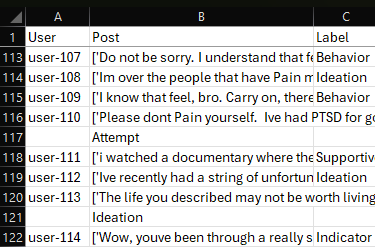 A B C
1 User Post Label
113 user-107 ['Do not be sorry. I understand that Behavior
114 user-108 ['Im over the people that have Pain Ideation
115 user-109 ['I know that feel, bro. Carry on, there Behavior
116 user-110 ['Please dont Pain yourself. Ive had PTSD for
117 Attempt
118 user-111 ['i watched a documentary where the Supportiv
119 user-112 ['Ive recently had a string of unfortun Ideation
120 user-113 ['The life you described may not be worth living
121 Ideation
122 user-114 ['Wow, youve been through a really s Indicator